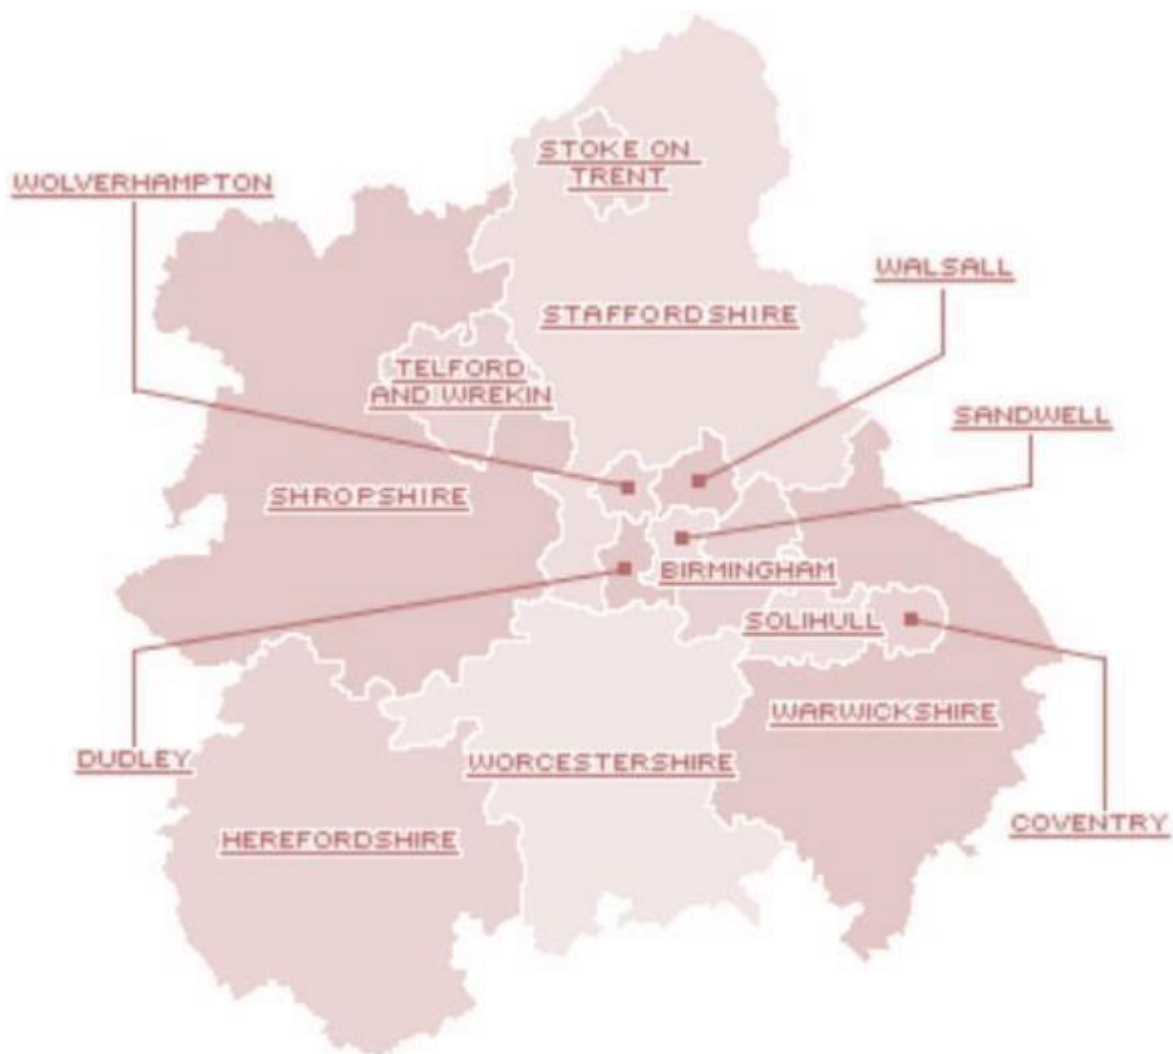 STOKE ON
TRENT
WOLVERHAMPTON
WALSALL
STAFFORDSHIRE
TELFORD
AND WREKIN
SANDWELL
SHROPSHIRE
BIRMINGHAM
SOLIHULL
WARWICKSHIRE
DUDLEY
WORCESTERSHIRE
COVENTRY
HEREFORDSHIRE